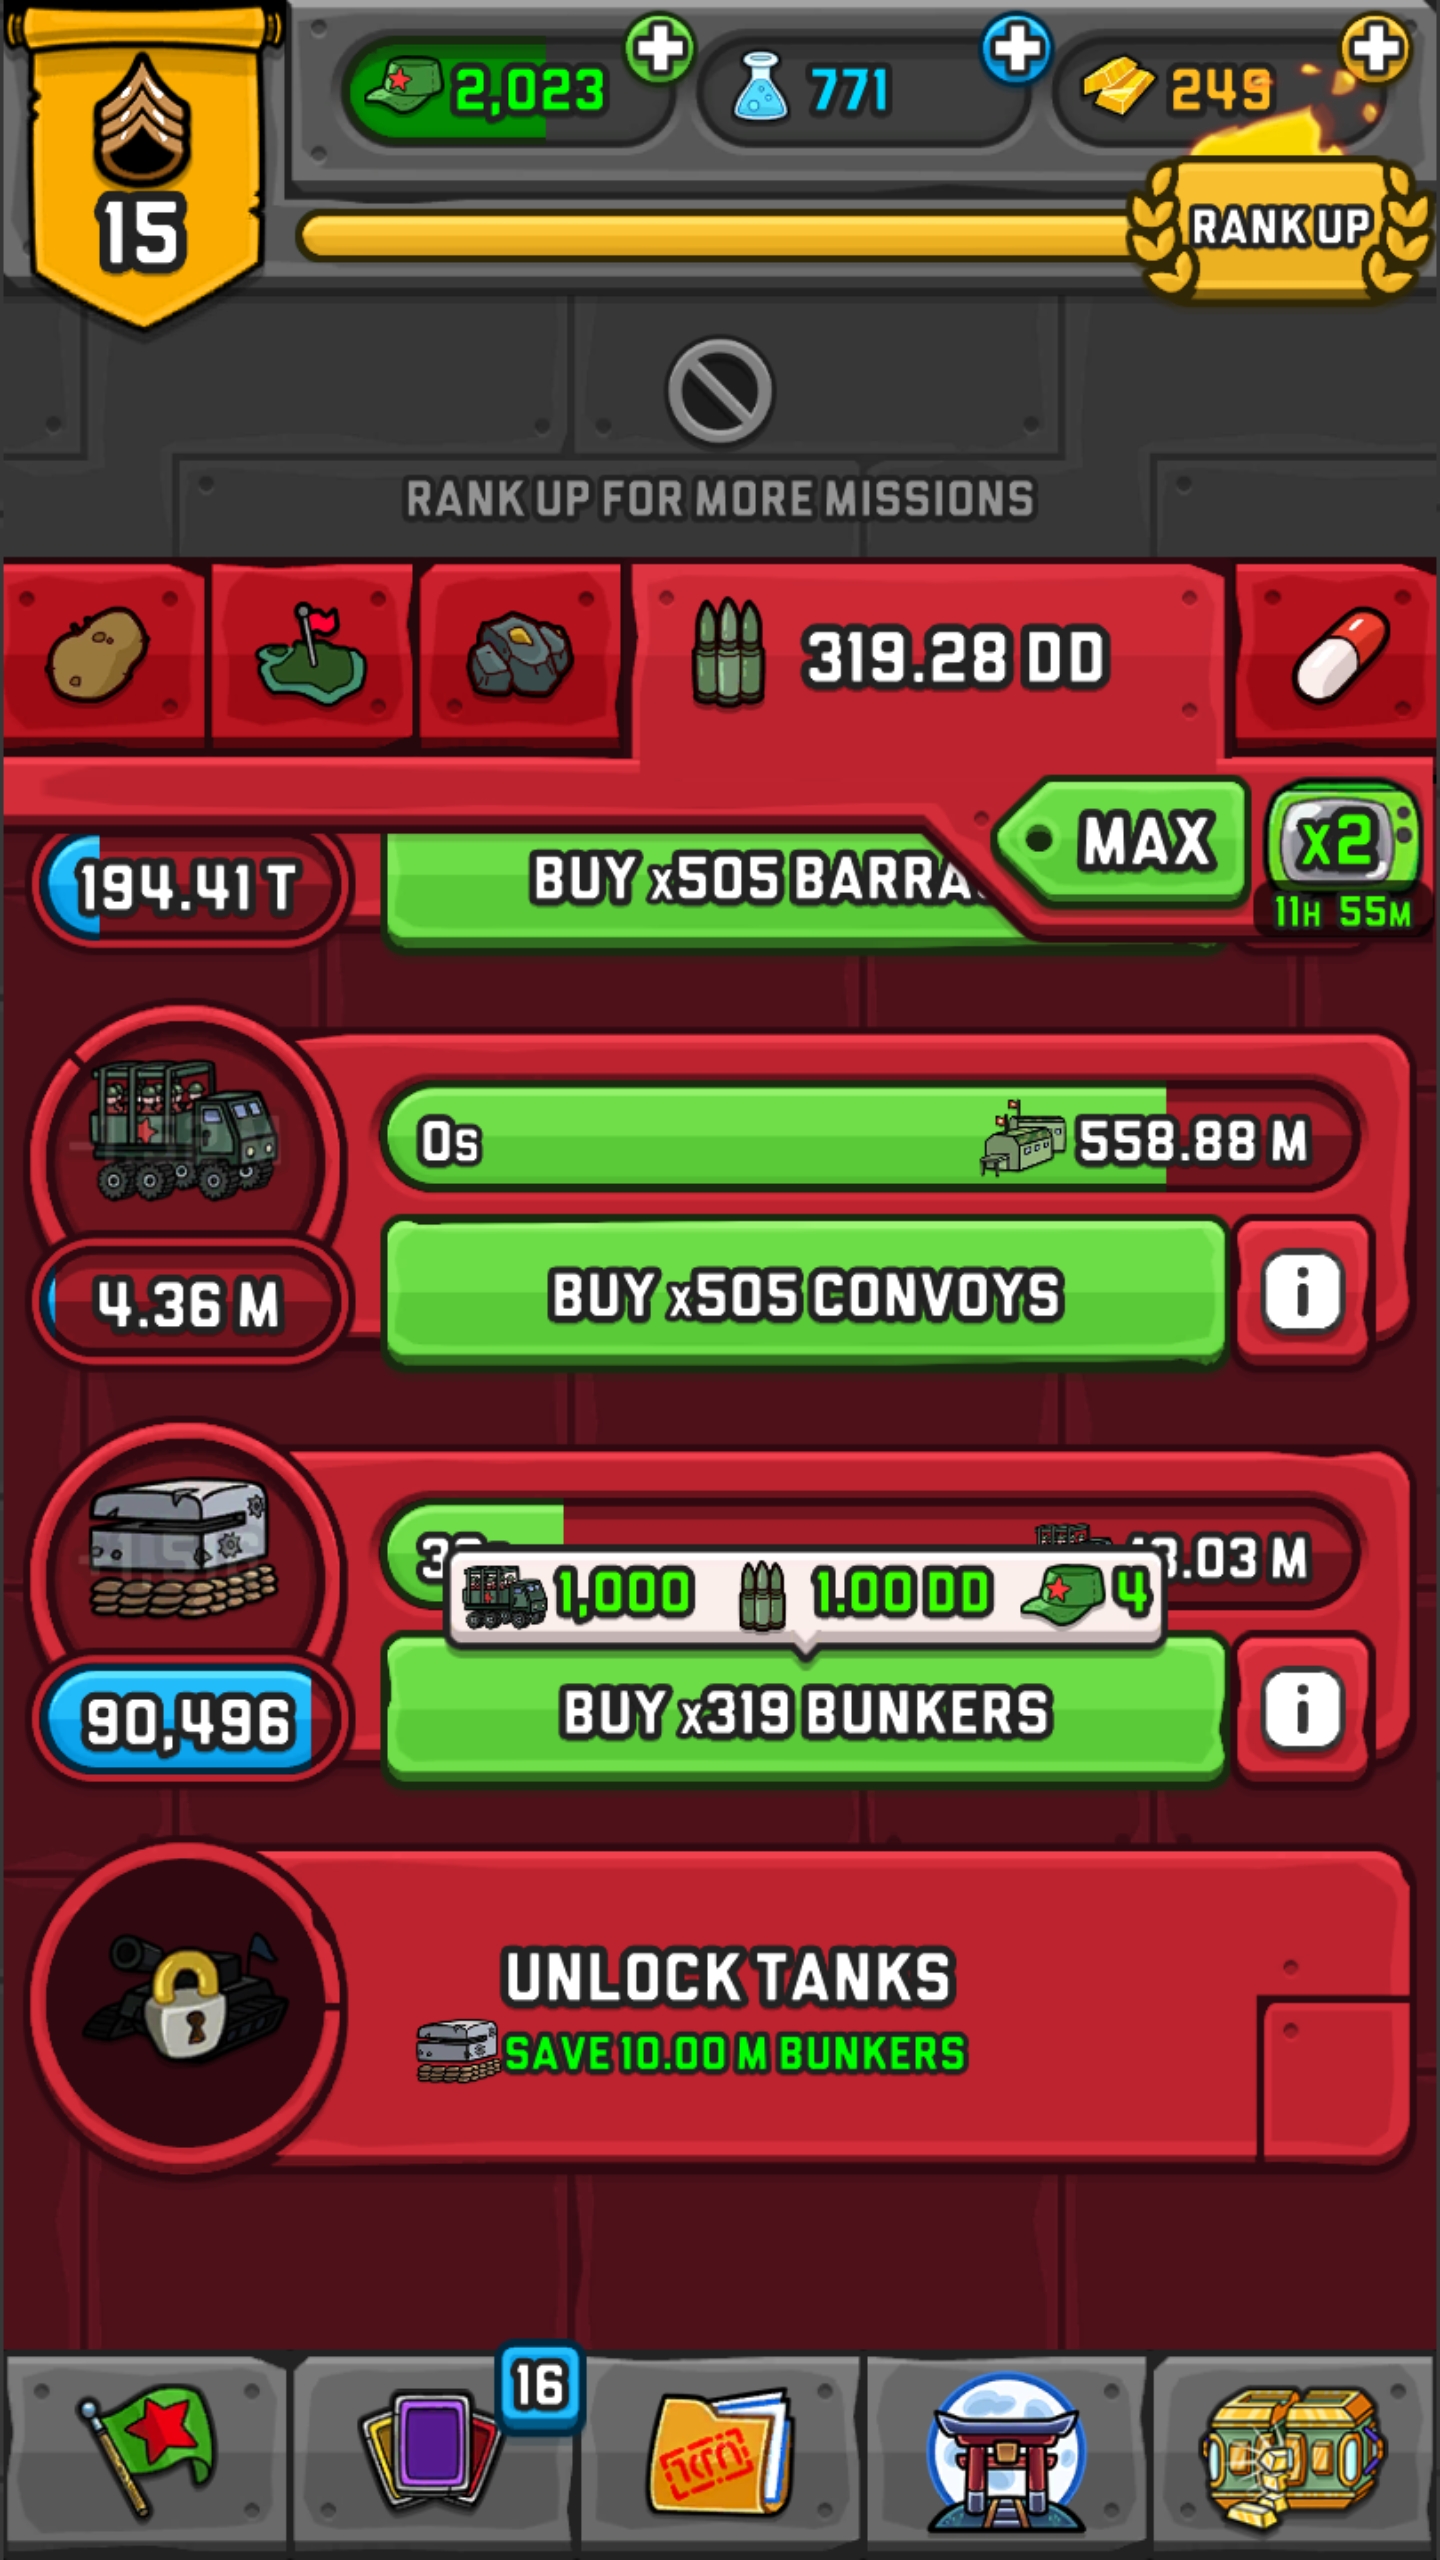 15
2,023
771
249
RANK UP
RANK UP FOR MORE MISSIONS
319.28 DD
MAX
x2
11H 55M
194.41 T
BUY x505
0s
558.88 M
4.36 M
BUY x505 CONVOYS
1,000
1.00 DD
4
90,496
BUY x319 BUNKERS
UNLOCK TANKS
SAVE 10.00 M BUNKERS
16